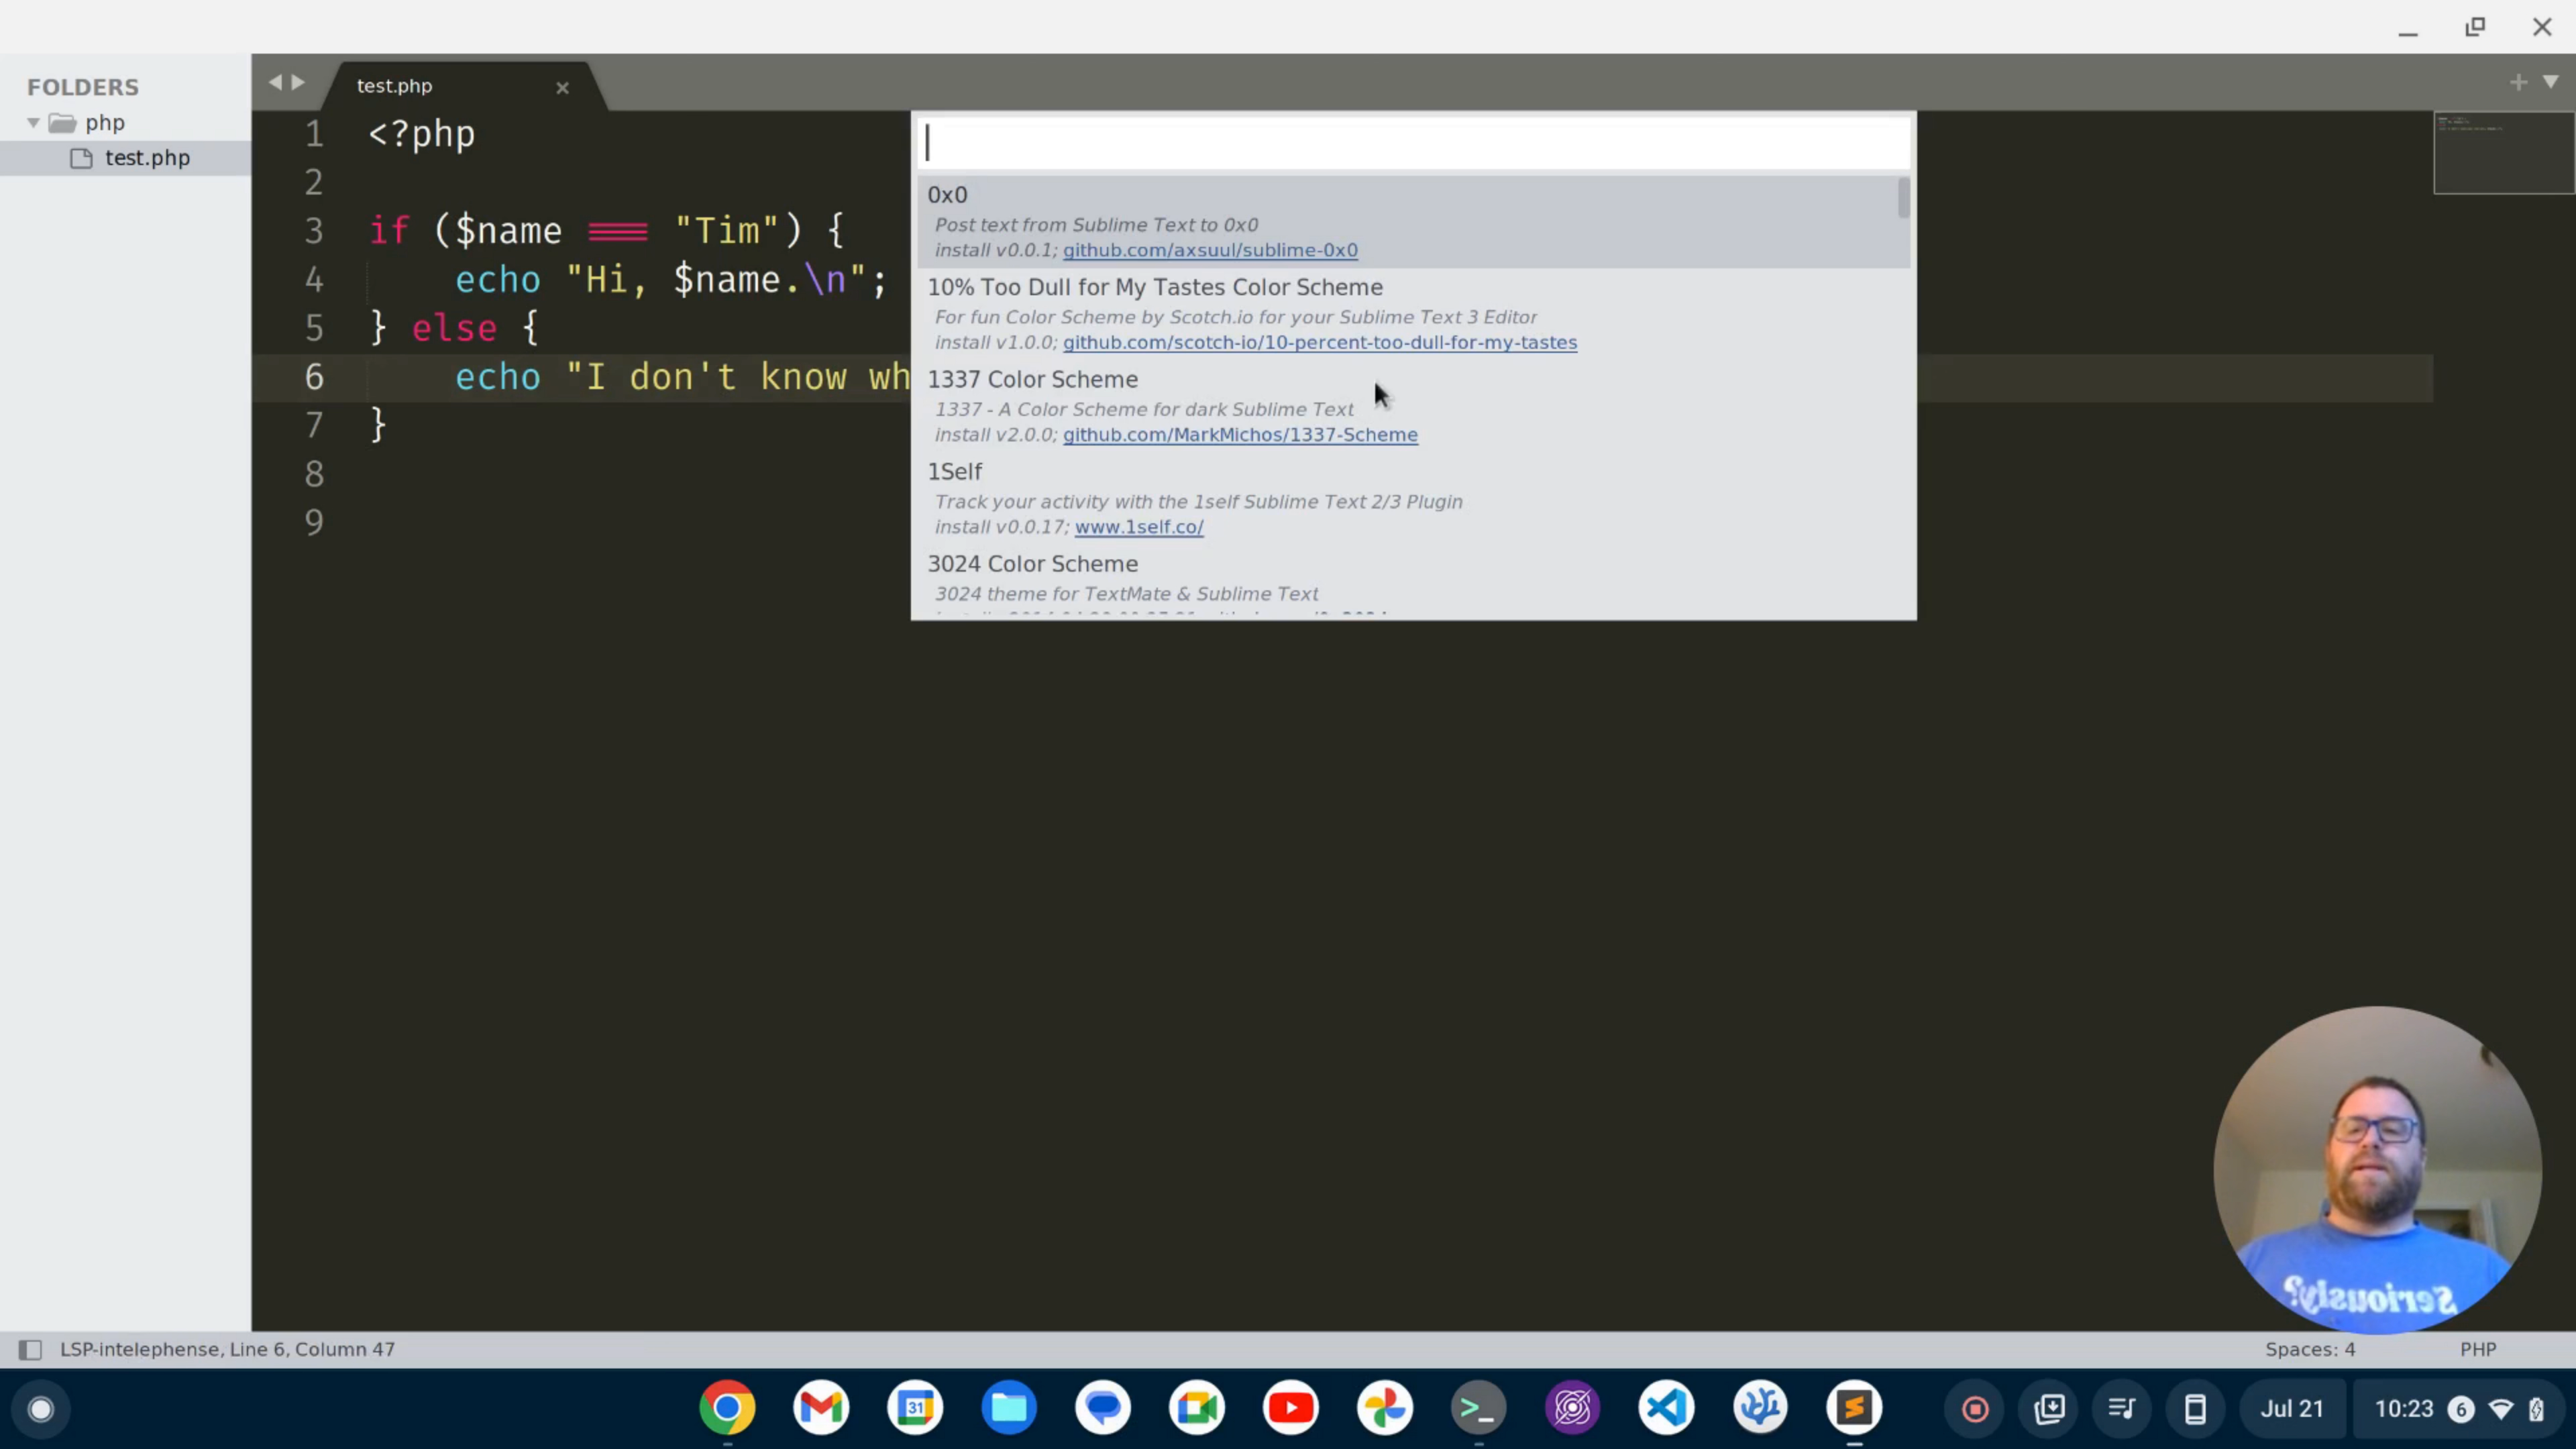 FOLDERS
php
test.php
test.php
1 <?php
2
3 if ($name === "Tim") {
4 echo "Hi, $name.\n";
5 } else {
6 echo "I don't know wh
7 }
8
9
0x0
Post text from Sublime Text to 0x0
install v0.0.1; github.com/axsuul/sublime-0x0
10% Too Dull for My Tastes Color Scheme
For fun Color Scheme by Scotch.io for your Sublime Text 3 Editor
install v1.0.0; github.com/scotch-io/10-percent-too-dull-for-my-tastes
1337 Color Scheme
1337 - A Color Scheme for dark Sublime Text
install v2.0.0; github.com/MarkMichos/1337-Scheme
1Self
Track your activity with the 1self Sublime Text 2/3 Plugin
install v0.0.17; www.1self.co/
3024 Color Scheme
3024 theme for TextMate & Sublime Text
Seriously?
LSP-intelephense, Line 6, Column 47
Spaces: 4
PHP
31
>_
Jul 21
10:23
6